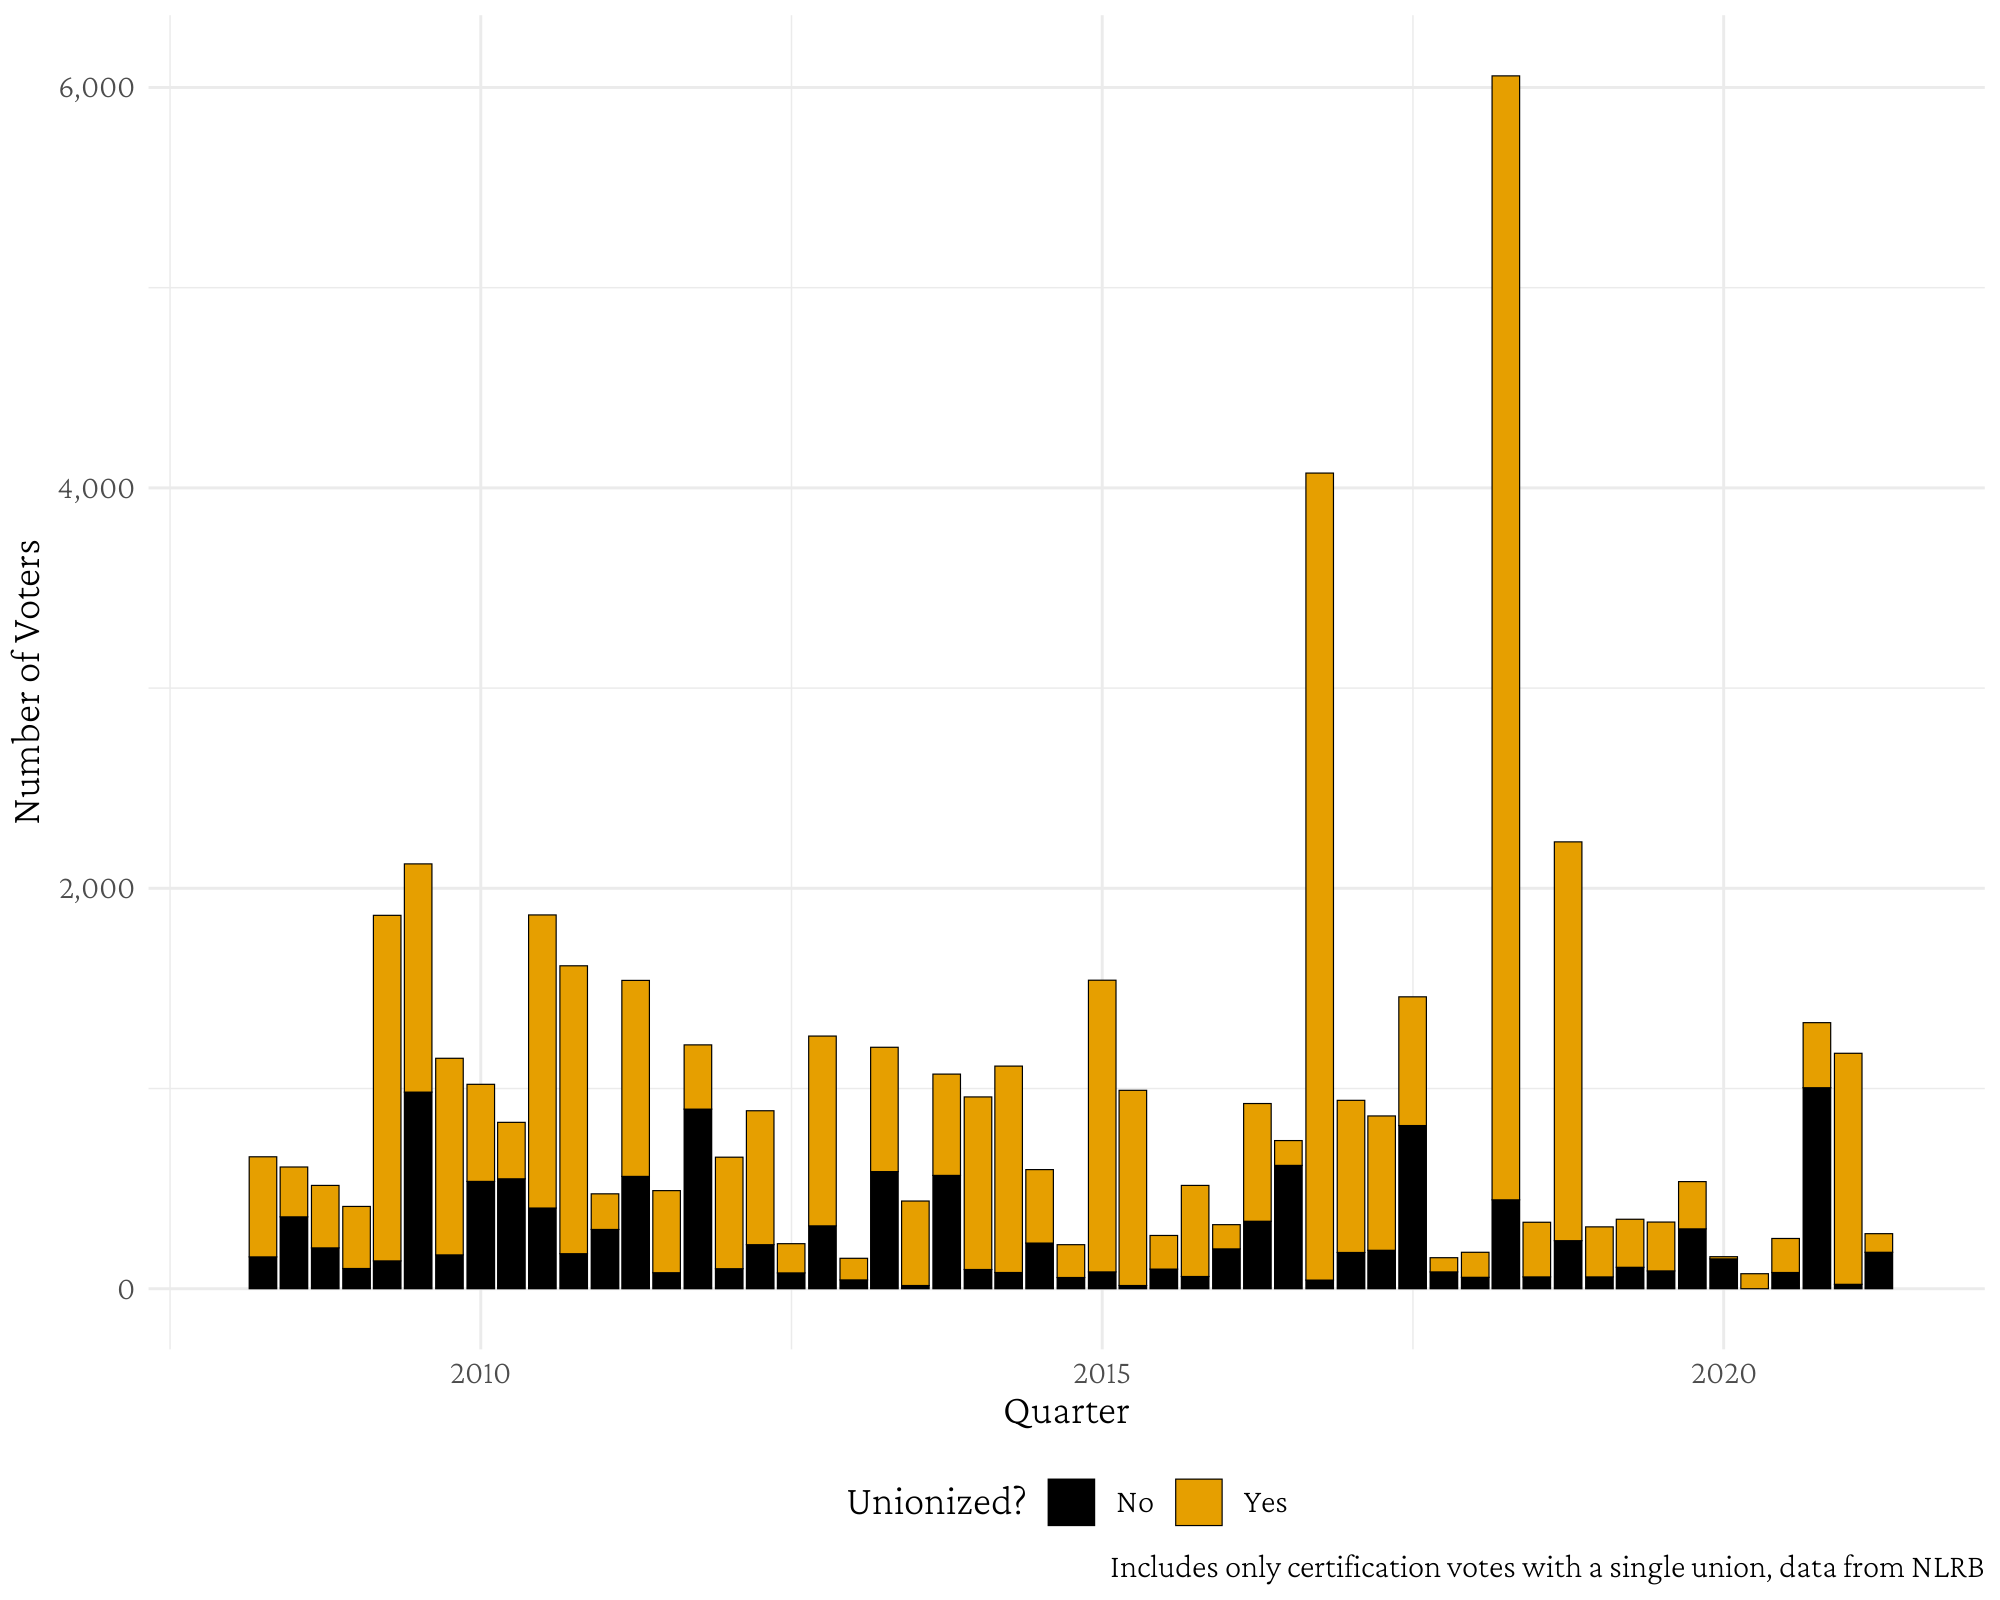 6,000
4,000
2,000
0
Number of Voters
2010 2015 2020
Quarter
Unionized? No Yes
Includes only certification votes with a single union, data from NLRB